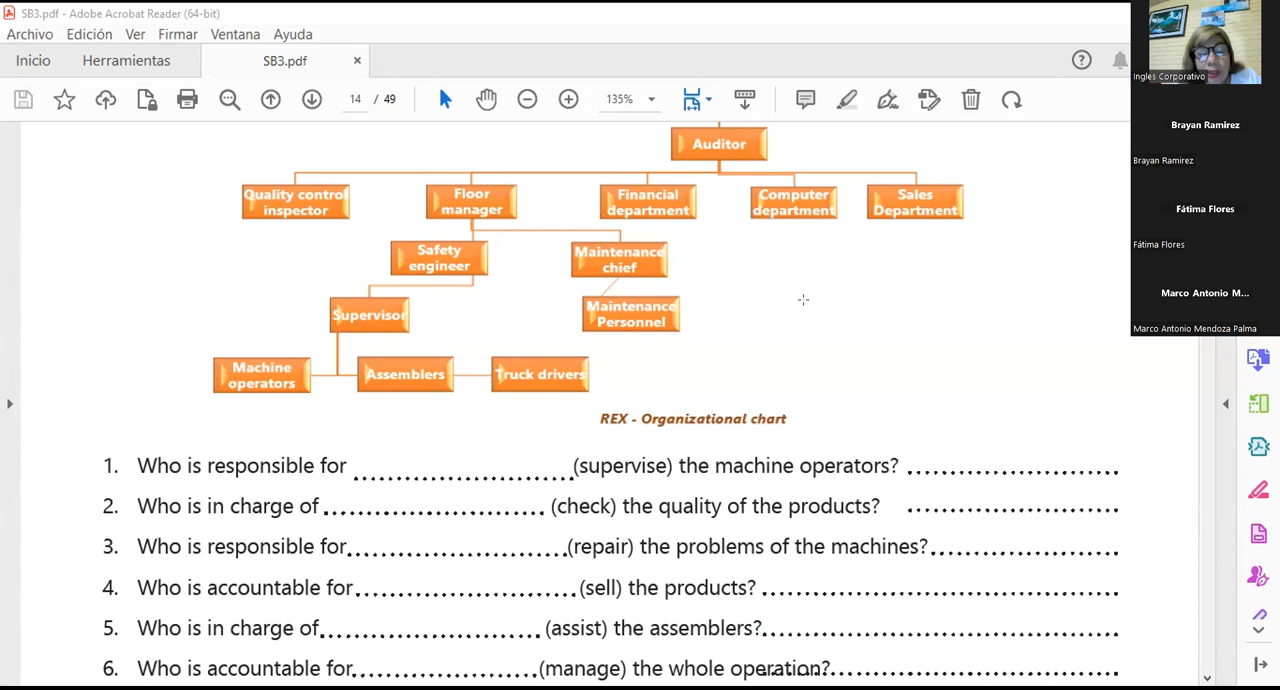 SB3.pdf - Adobe Acrobat Reader (64-bit)
Archivo Edición Ver Firmar Ventana Ayuda
Inicio Herramientas SB3.pdf ×
14 / 49 135%
Ingles Corporativo
Brayan Ramirez
Brayan Ramirez
Fátima Flores
Fátima Flores
Marco Antonio M...
Marco Antonio Mendoza Palma
Auditor
Quality control
inspector
Floor
manager
Financial
department
Computer
department
Sales
Department
Safety
engineer
Maintenance
chief
Supervisor
Maintenance
Personnel
Machine
operators
Assemblers
Truck drivers
REX - Organizational chart
1. Who is responsible for ........................... (supervise) the machine operators? ...........................
2. Who is in charge of ........................... (check) the quality of the products? ...........................
3. Who is responsible for ........................... (repair) the problems of the machines? ........................
4. Who is accountable for ........................... (sell) the products? .............................................
5. Who is in charge of ........................... (assist) the assemblers? .............................................
6. Who is accountable for ........................... (manage) the whole operation? .....................................